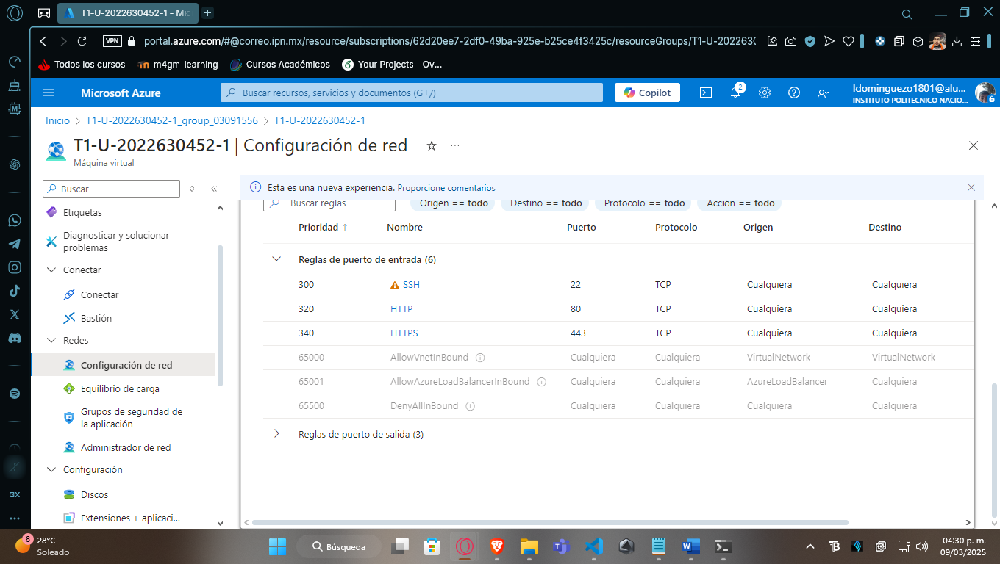 T1-U-2022630452-1 - Mic
VPN
portal.azure.com/#@correo.ipn.mx/resource/subscriptions/62d20ee7-2df0-49ba-925e-b25ce4f3425c/resourceGroups/T1-U-202263(
Todos los cursos
m4gm-learning
Cursos Académicos
Your Projects - Ov...
Microsoft Azure
Buscar recursos, servicios y documentos (G+/)
Copilot
2
ldominguezo1801@alu...
INSTITUTO POLITECNICO NACIO...
Inicio > T1-U-2022630452-1_group_03091556 > T1-U-2022630452-1
T1-U-2022630452-1 | Configuración de red
Máquina virtual
Buscar
Etiquetas
Diagnosticar y solucionar
problemas
Conectar
Conectar
Bastión
Redes
Configuración de red
Equilibrio de carga
Grupos de seguridad de
la aplicación
Administrador de red
Configuración
Discos
Extensiones + aplicaci...
Esta es una nueva experiencia. Proporcione comentarios
Buscar reglas
Origen == todo
Destino == todo
Protocolo == todo
Acción == todo
Prioridad ↑ Nombre Puerto Protocolo Origen Destino
Reglas de puerto de entrada (6)
300 SSH 22 TCP Cualquiera Cualquiera
320 HTTP 80 TCP Cualquiera Cualquiera
340 HTTPS 443 TCP Cualquiera Cualquiera
65000 AllowVnetInBound Cualquiera Cualquiera VirtualNetwork VirtualNetwork
65001 AllowAzureLoadBalancerInBound Cualquiera Cualquiera AzureLoadBalancer Cualquiera
65500 DenyAllInBound Cualquiera Cualquiera Cualquiera Cualquiera
Reglas de puerto de salida (3)
GX
8
28°C
Soleado
Búsqueda
04:30 p. m.
09/03/2025